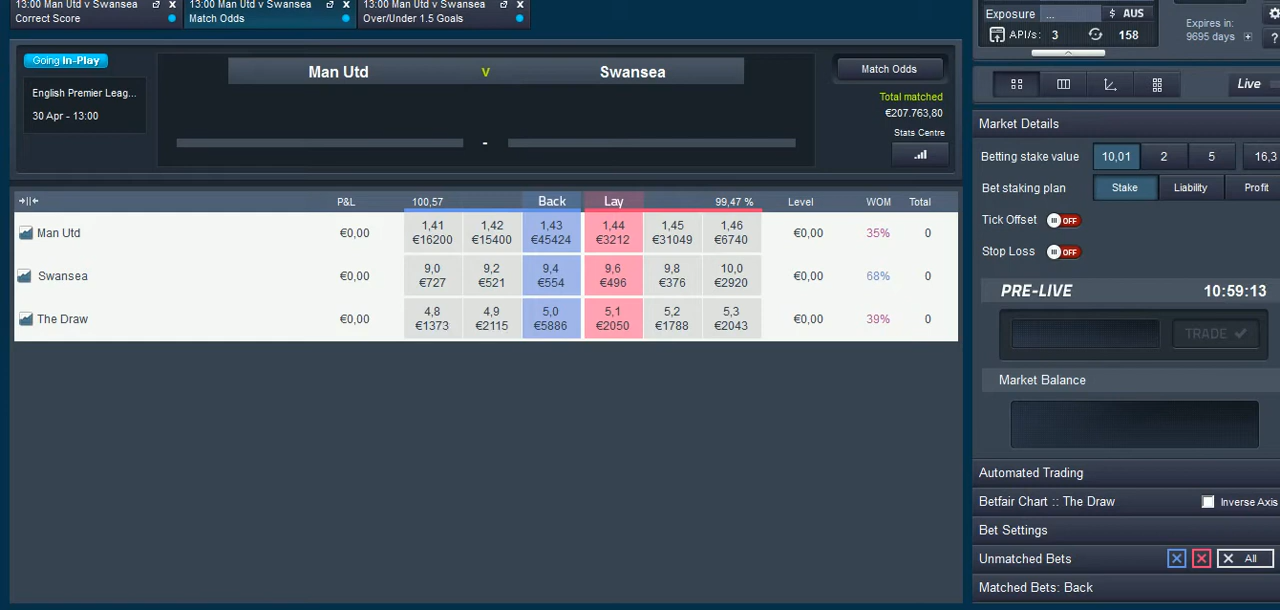 13:00 Man Utd v Swansea
Correct Score
13:00 Man Utd v Swansea
Match Odds
13:00 Man Utd v Swansea
Over/Under 1.5 Goals
Exposure ... $ AUS
API/s: 3 158
Expires in:
9695 days
Going In-Play
English Premier Leag...
30 Apr - 13:00
Man Utd v Swansea
-
Match Odds
Total matched
€207.763,80
Stats Centre
Live
Market Details
Betting stake value 10,01 2 5 16,3
Bet staking plan Stake Liability Profit
Tick Offset OFF
Stop Loss OFF
PRE-LIVE 10:59:13
TRADE
Market Balance
Automated Trading
Betfair Chart :: The Draw Inverse Axis
Bet Settings
Unmatched Bets All
Matched Bets: Back
P&L 100,57 Back Lay 99,47 % Level WOM Total
Man Utd €0,00 1,41 1,42 1,43 1,44 1,45 1,46 €0,00 35% 0
€16200 €15400 €45424 €3212 €31049 €6740
Swansea €0,00 9,0 9,2 9,4 9,6 9,8 10,0 €0,00 68% 0
€727 €521 €554 €496 €376 €2920
The Draw €0,00 4,8 4,9 5,0 5,1 5,2 5,3 €0,00 39% 0
€1373 €2115 €5886 €2050 €1788 €2043